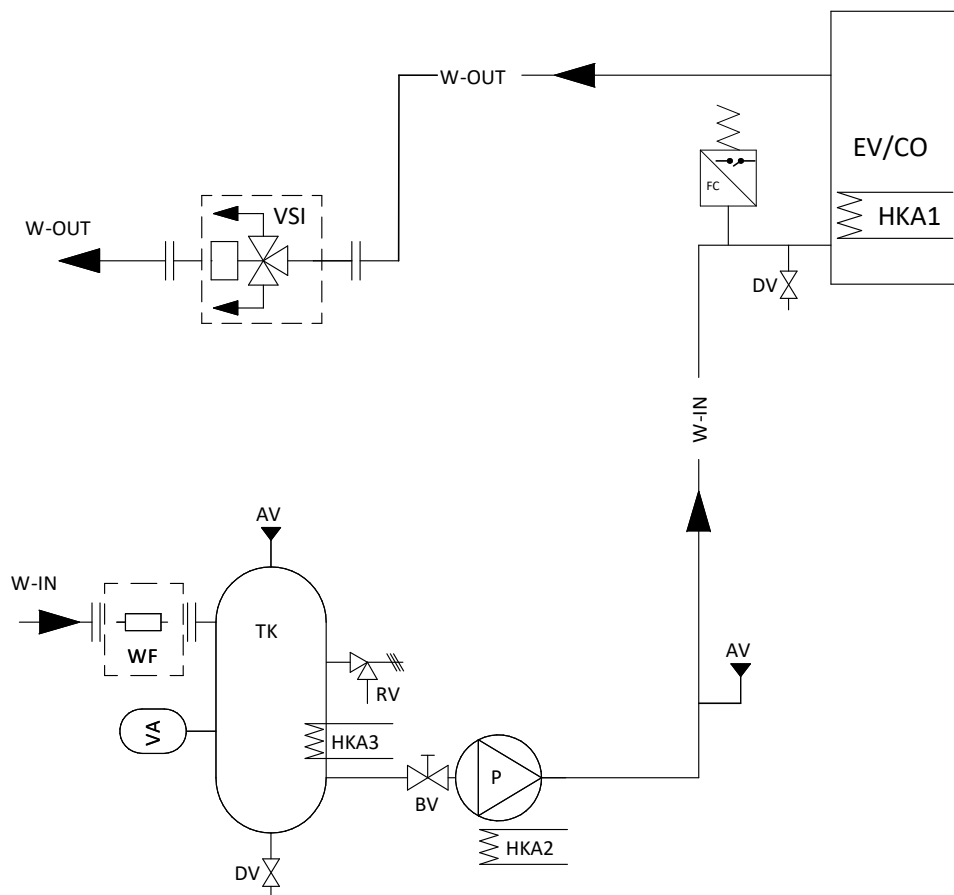 W-OUT
EV/CO
FC
HKA1
VSI
W-OUT
DV
W-IN
AV
W-IN
TK
WF
AV
RV
VA
HKA3
P
BV
HKA2
DV